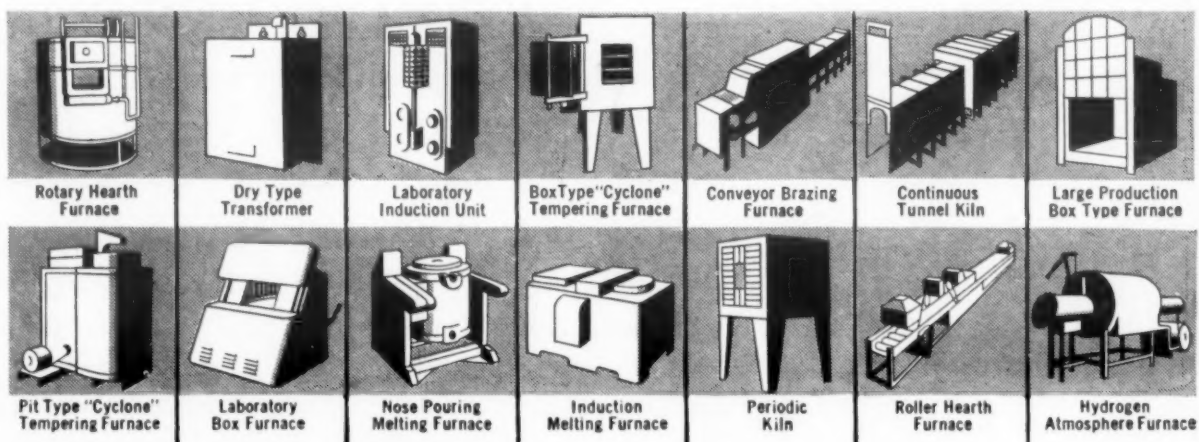 Rotary Hearth
Furnace
Dry Type
Transformer
Laboratory
Induction Unit
Box Type "Cyclone"
Tempering Furnace
Conveyor Brazing
Furnace
Continuous
Tunnel Kiln
Large Production
Box Type Furnace
Pit Type "Cyclone"
Tempering Furnace
Laboratory
Box Furnace
Nose Pouring
Melting Furnace
Induction
Melting Furnace
Periodic
Kiln
Roller Hearth
Furnace
Hydrogen
Atmosphere Furnace